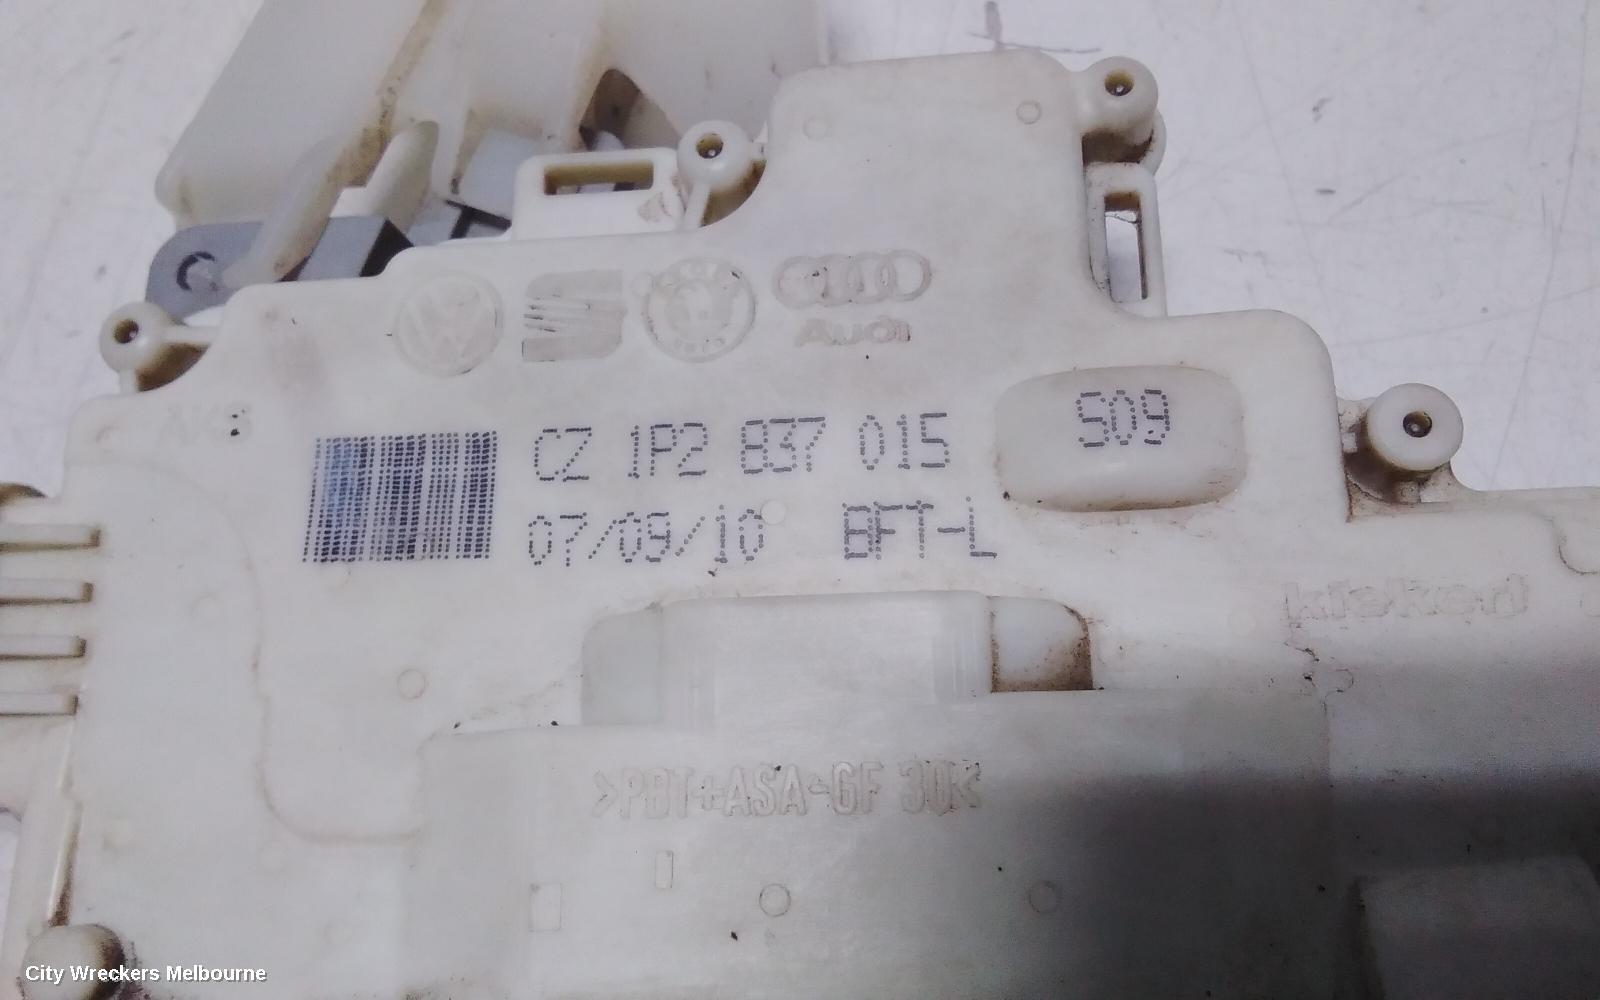 Audi
CZ 1P2 837 015
509
07/09/10 BFT-L
kiekert
>PBT+ASA-GF 30<
City Wreckers Melbourne